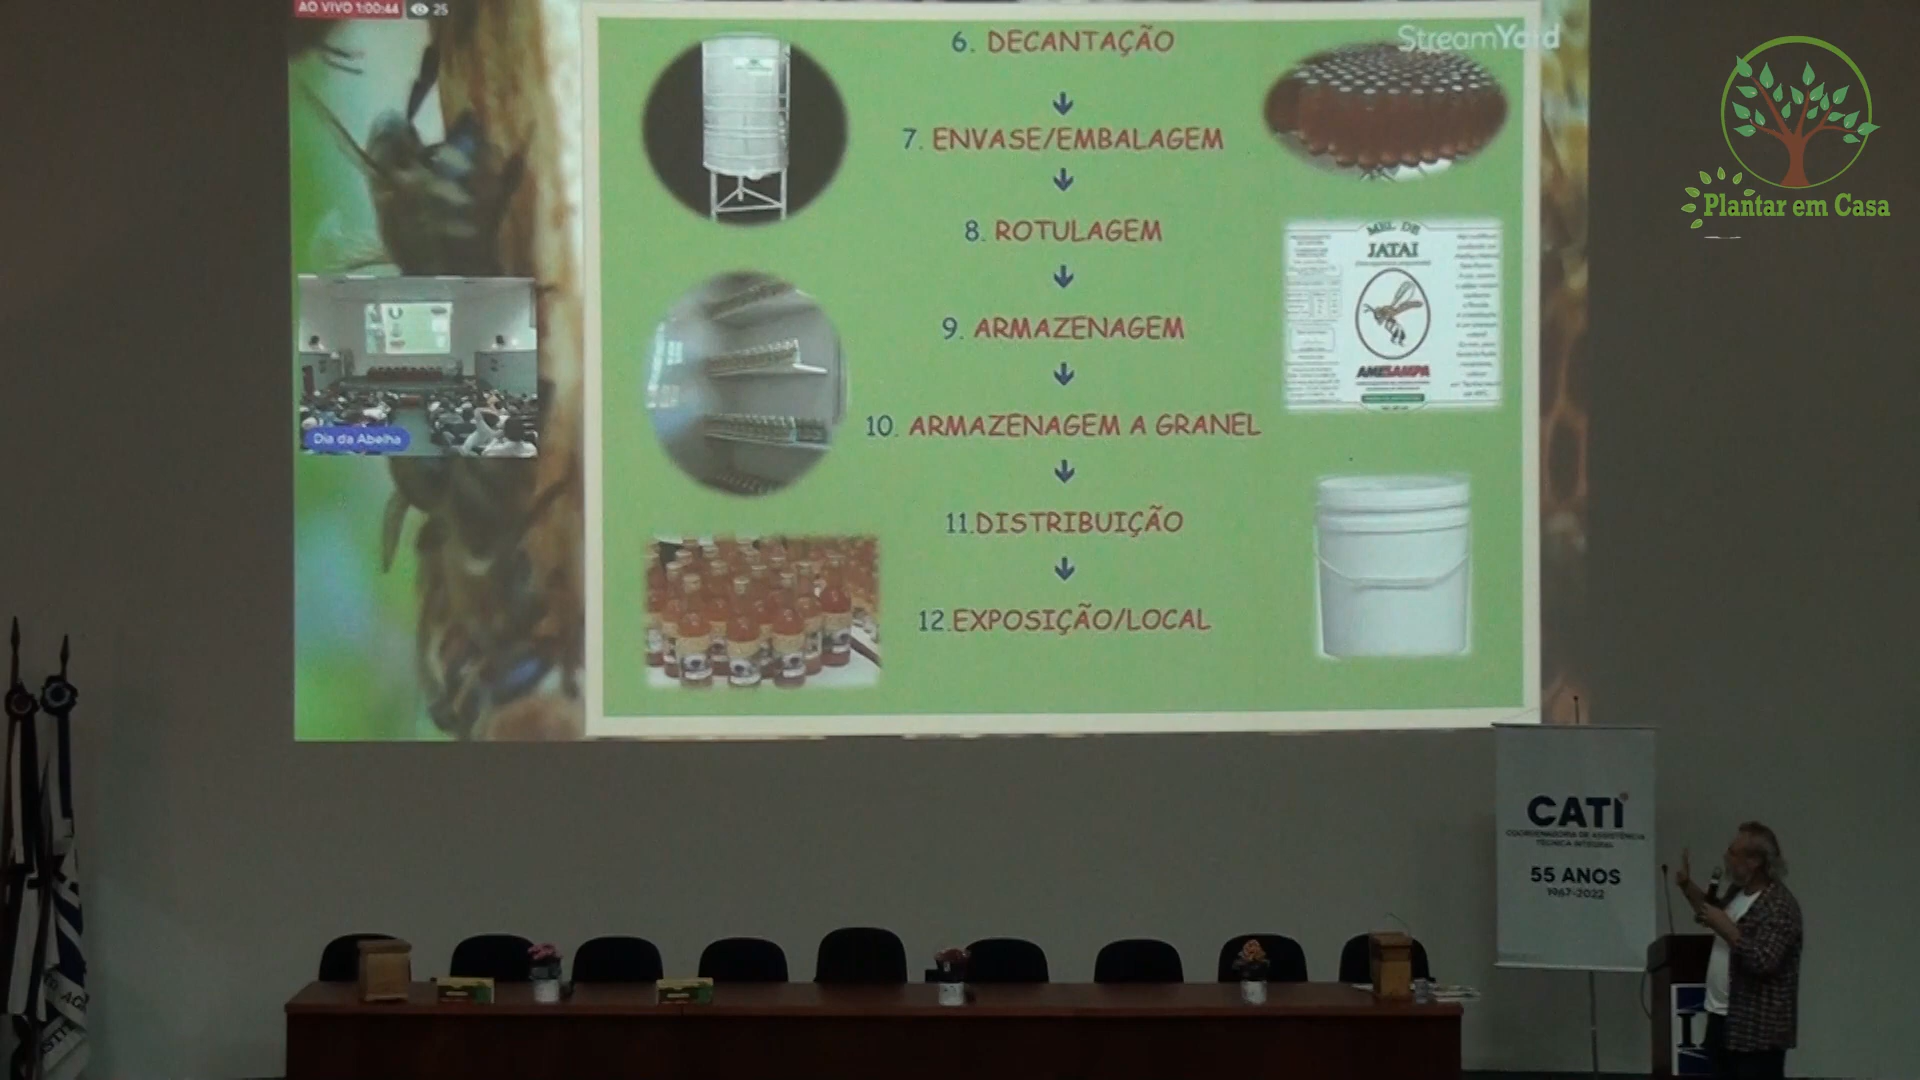 AO VIVO 1:00:44 25
StreamYard
6. DECANTAÇÃO
7. ENVASE/EMBALAGEM
8. ROTULAGEM
9. ARMAZENAGEM
10. ARMAZENAGEM A GRANEL
11.DISTRIBUIÇÃO
12.EXPOSIÇÃO/LOCAL
MEL DE
JATAI
AMESAMPA
Dia da Abelha
Plantar em Casa
CATI
COORDENADORIA DE ASSISTÊNCIA
TÉCNICA INTEGRAL
55 ANOS
1967-2022